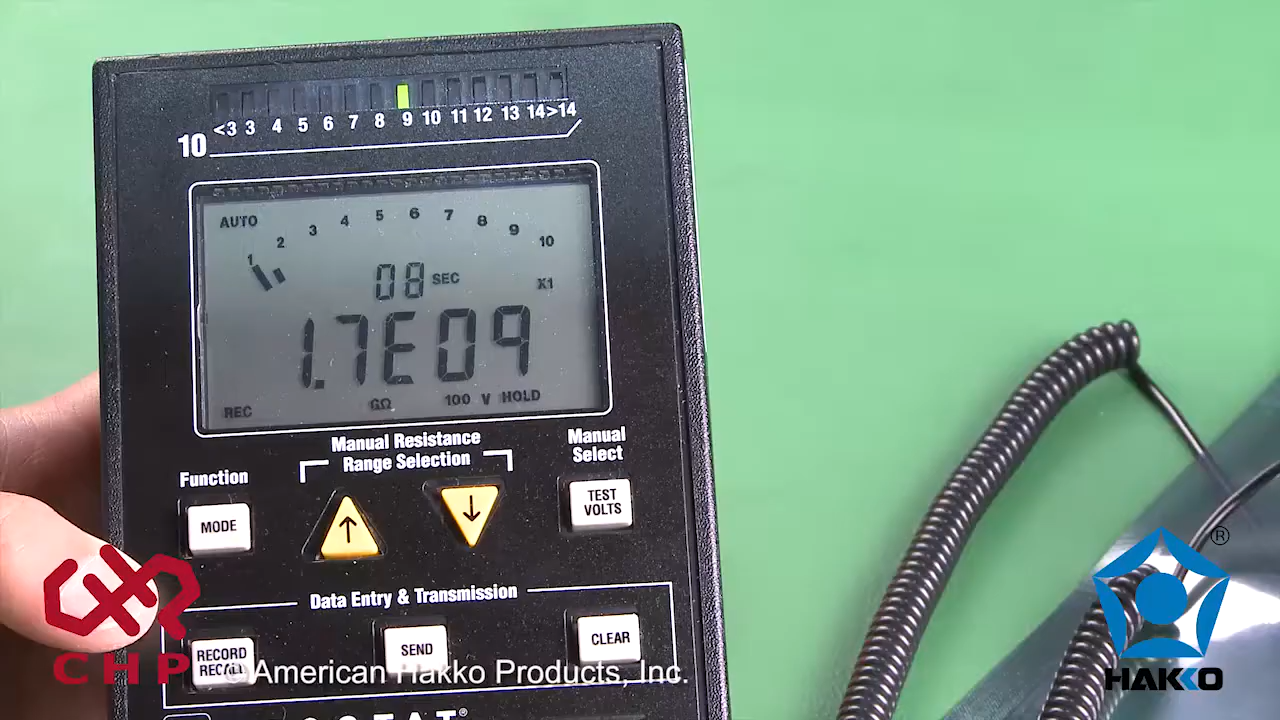 <3 3 4 5 6 7 8 9 10 11 12 13 14 >14
10
AUTO
1 2 3 4 5 6 7 8 9 10
08 SEC
X1
1.7E09
REC GΩ 100 V HOLD
Manual Resistance
Range Selection
Manual
Select
Function
MODE
↑
↓
TEST
VOLTS
Data Entry & Transmission
RECORD
RECALL
SEND
CLEAR
CHP
© American Hakko Products, Inc.
®
HAKKO